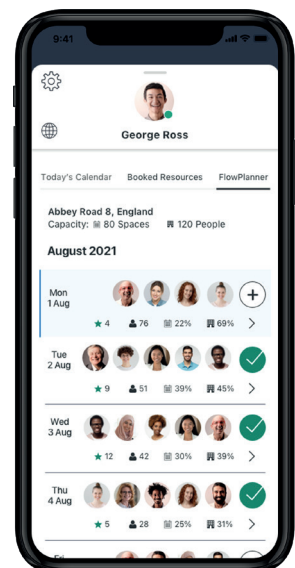 9:41
George Ross
Today's Calendar Booked Resources FlowPlanner
Abbey Road 8, England
Capacity: 80 Spaces 120 People
August 2021
Mon
1 Aug
4 76 22% 69%
Tue
2 Aug
9 51 39% 45%
Wed
3 Aug
12 42 30% 39%
Thu
4 Aug
5 28 25% 31%